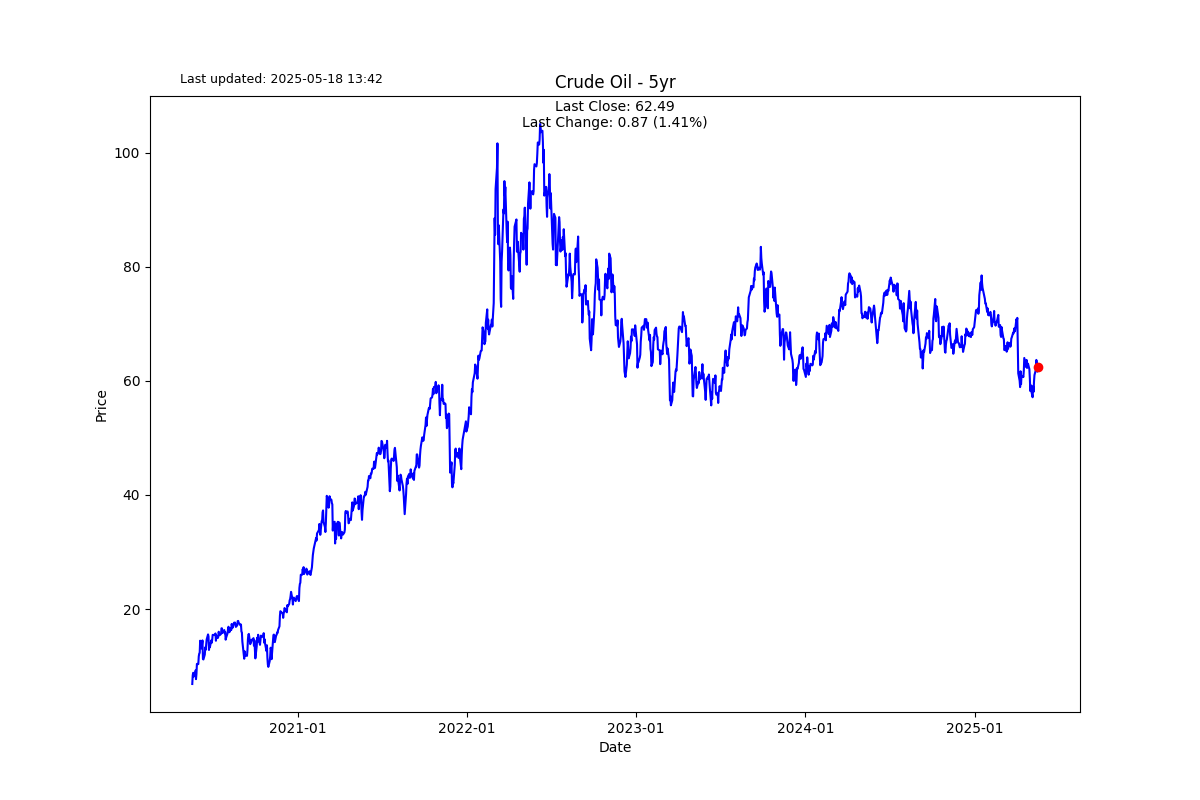 Last updated: 2025-05-18 13:42
Crude Oil - 5yr
Last Close: 62.49
Last Change: 0.87 (1.41%)
100
80
60
40
20
Price
2021-01 2022-01 2023-01 2024-01 2025-01
Date